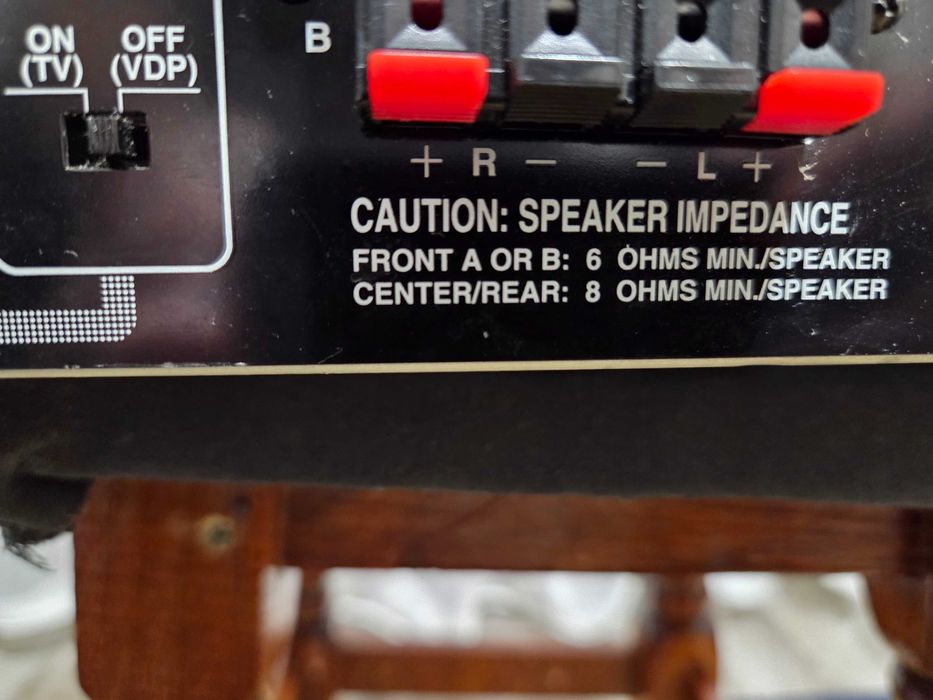 ON OFF
(TV) (VDP)
B
+ R − − L +
CAUTION: SPEAKER IMPEDANCE
FRONT A OR B: 6 OHMS MIN./SPEAKER
CENTER/REAR: 8 OHMS MIN./SPEAKER